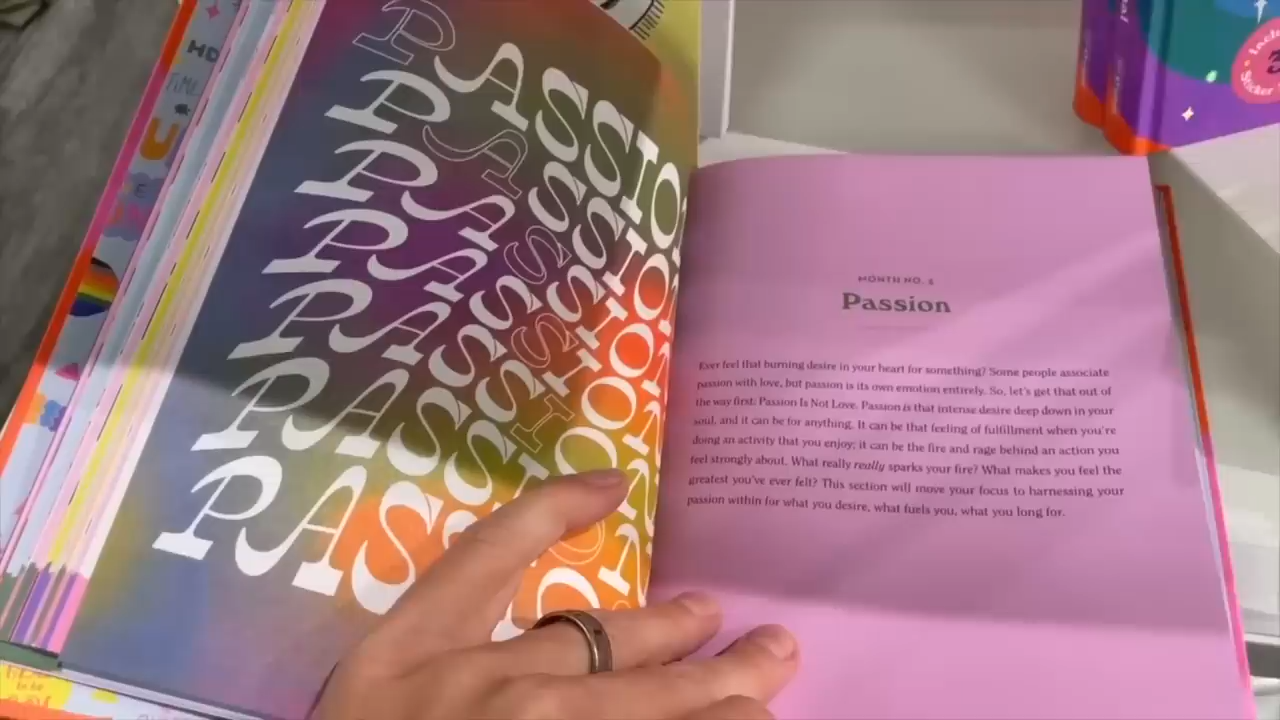 PASSION
PASSION
PASSION
PASSION
PASSION
PASSION
PASSION
MONTH NO. 5
Passion
Ever feel that burning desire in your heart for something? Some people associate
passion with love, but passion is its own emotion entirely. So, let's get that out of
the way first: Passion Is Not Love. Passion is that intense desire deep down in your
soul, and it can be for anything. It can be that feeling of fulfillment when you're
doing an activity that you enjoy; it can be the fire and rage behind an action you
feel strongly about. What really really sparks your fire? What makes you feel the
greatest you've ever felt? This section will move your focus to harnessing your
passion within for what you desire, what fuels you, what you long for.
Sticker